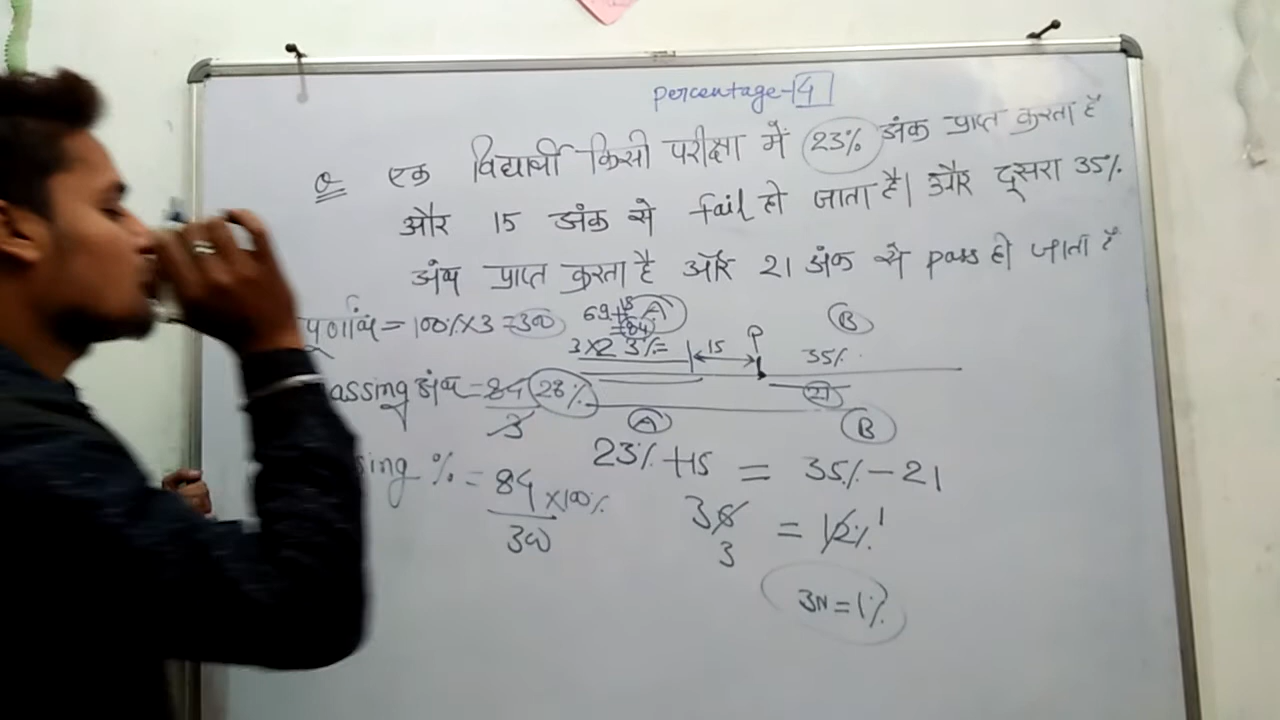 percentage-4
Q एक विद्यार्थी किसी परीक्षा में 23% अंक प्राप्त करता है
और 15 अंक से fail हो जाता है। और दूसरा 35%
अंक प्राप्त करता है और 21 अंक से pass हो जाता है
पूर्णांक = 100% × 3 = 300
69+15
A
B
=84
3×23%=
15
P
35%
assing अंक = 84 28%
3
21
A
B
23% + 15 = 35% - 21
sing % = 84 ×100%
300
36 = 12% 1
3
3N = 1%